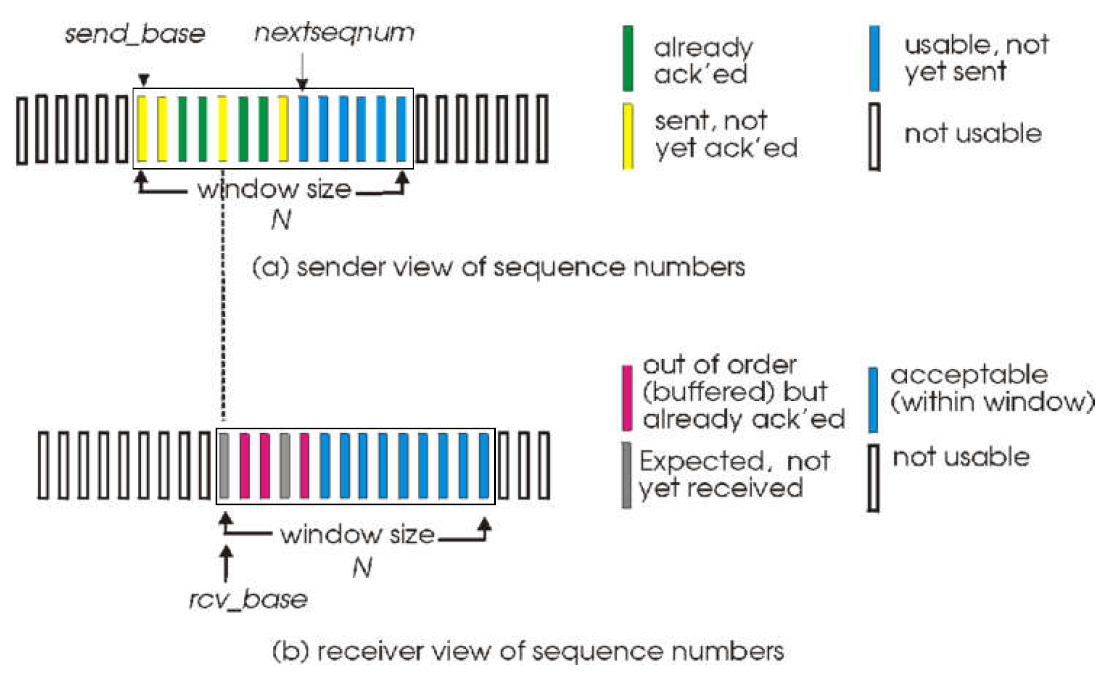 send_base
nextseqnum
already
ack'ed
usable, not
yet sent
sent, not
yet ack'ed
not usable
window size
N
(a) sender view of sequence numbers
out of order
(buffered) but
already ack'ed
acceptable
(within window)
Expected, not
yet received
not usable
window size
N
rcv_base
(b) receiver view of sequence numbers